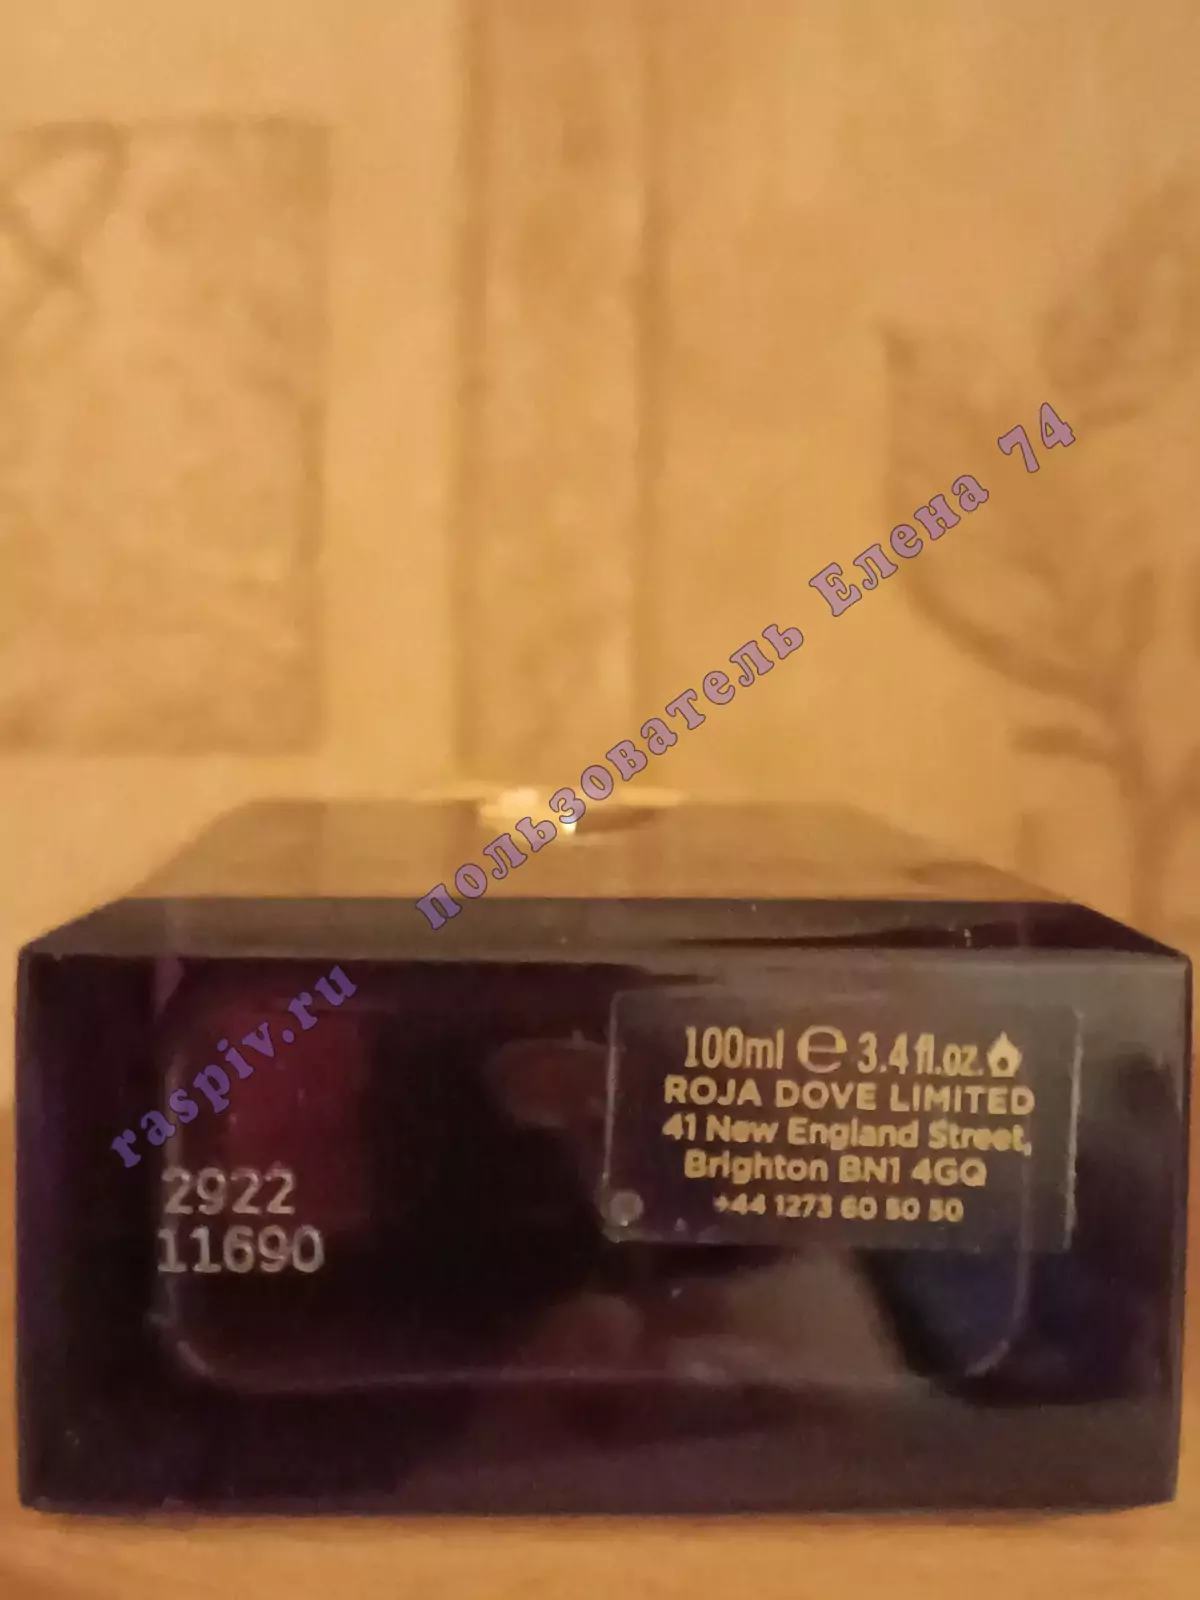 пользователь Елена 74
raspiv.ru
100ml ℮ 3.4 fl.oz.
ROJA DOVE LIMITED
41 New England Street,
Brighton BN1 4GQ
+44 1273 60 50 50
2922
11690